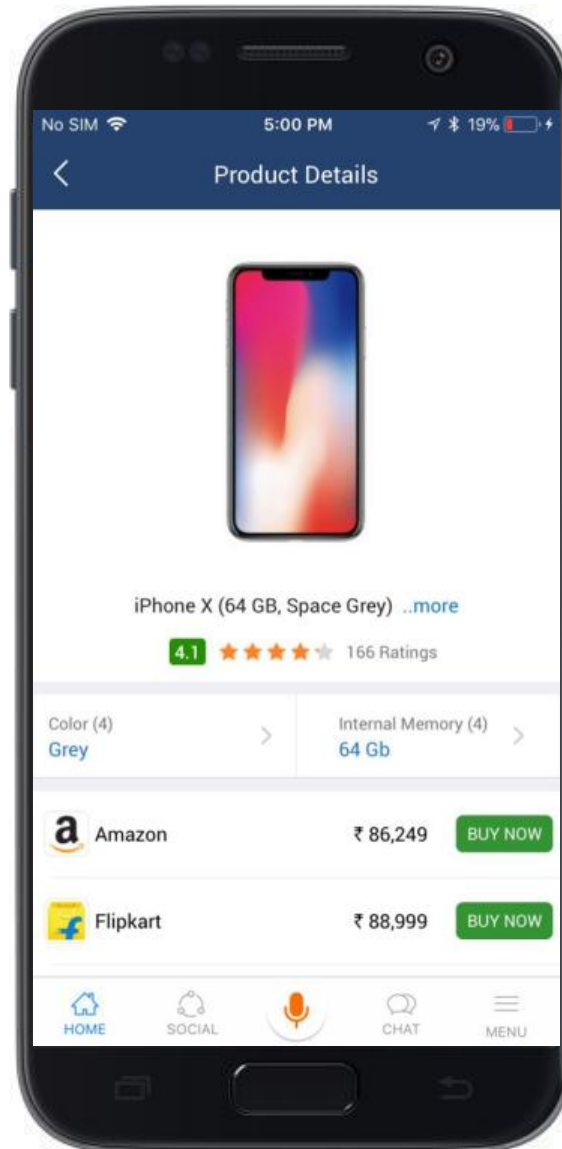 No SIM 5:00 PM 19%
Product Details
iPhone X (64 GB, Space Grey) ..more
4.1 166 Ratings
Color (4) Internal Memory (4)
Grey 64 Gb
a Amazon ₹ 86,249 BUY NOW
Flipkart ₹ 88,999 BUY NOW
HOME SOCIAL CHAT MENU